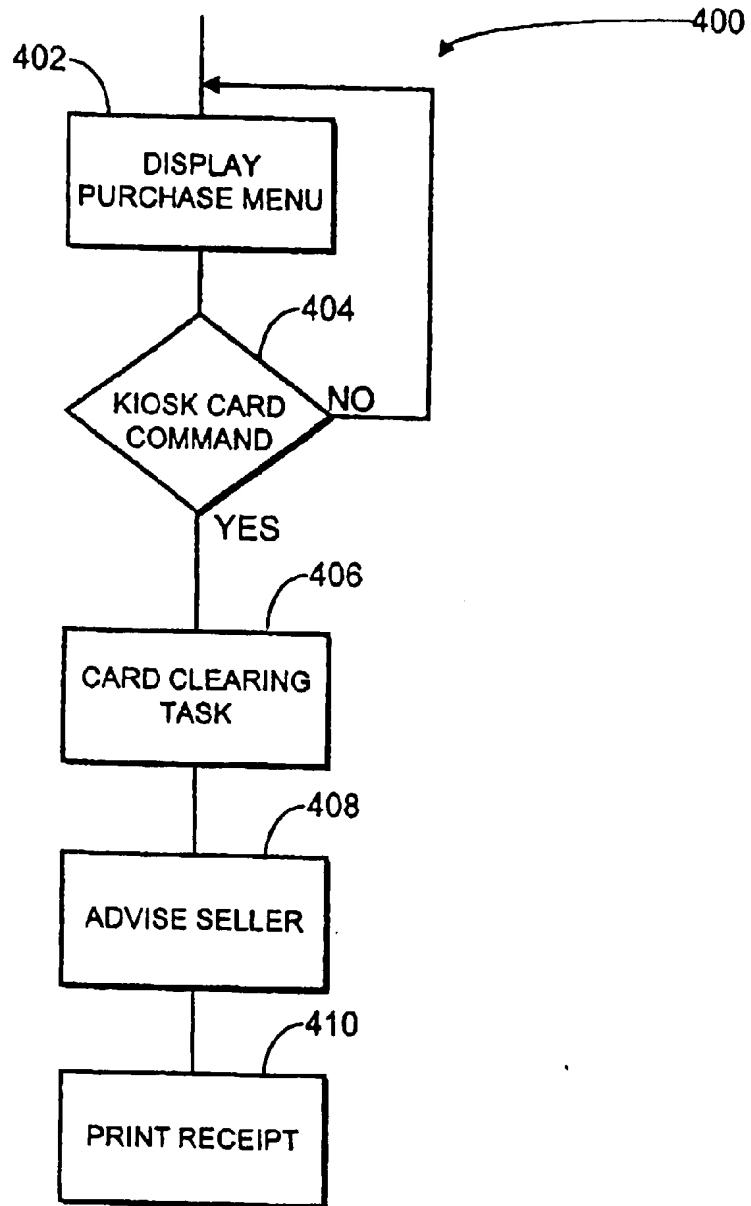 400
402
DISPLAY
PURCHASE MENU
404
KIOSK CARD
COMMAND
NO
YES
406
CARD CLEARING
TASK
408
ADVISE SELLER
410
PRINT RECEIPT